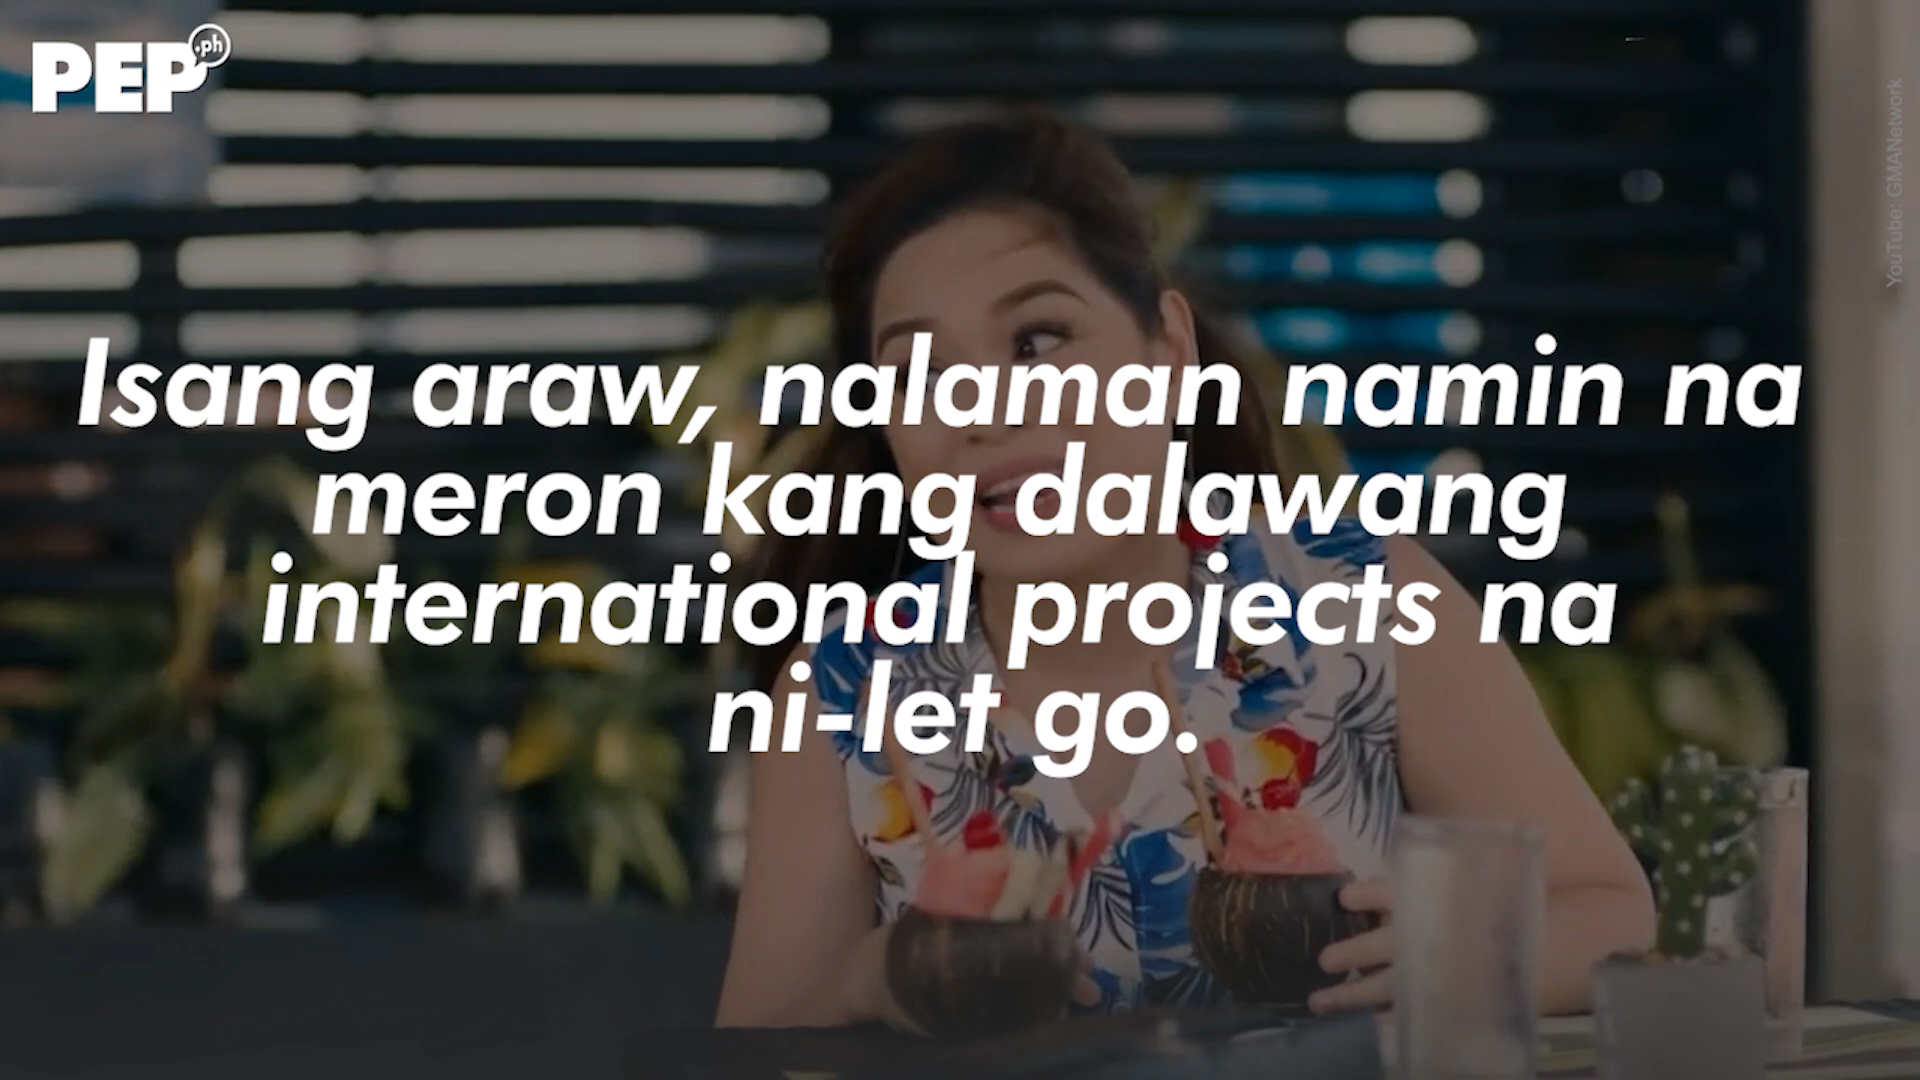 PEP.ph
YouTube: GMANetwork
Isang araw, nalaman namin na
meron kang dalawang
international projects na
ni-let go.